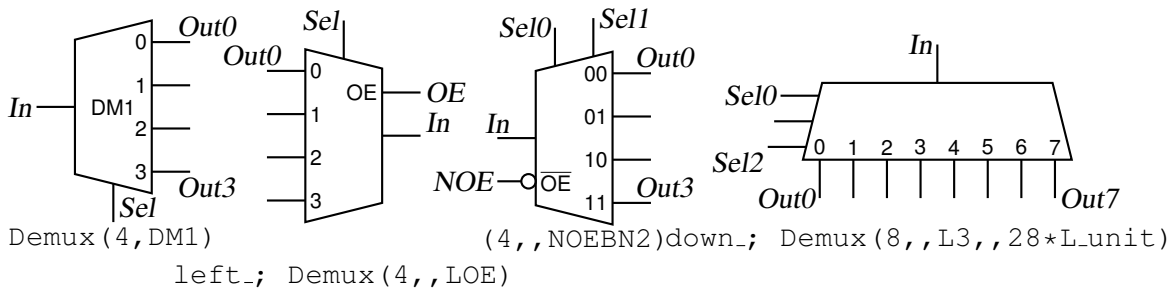 Out0
0
1
In
DM1
2
3
Out3
Sel
Demux(4,DM1)
Sel
Out0
0
OE
OE
1
In
2
3
left_; Demux(4,,LOE)
Sel0
Sel1
00
Out0
01
In
10
NOE
OE
Out3
11
(4,,NOEBN2)down_; Demux(8,,L3,,28*L_unit)
In
Sel0
Sel2
0 1 2 3 4 5 6 7
Out0
Out7